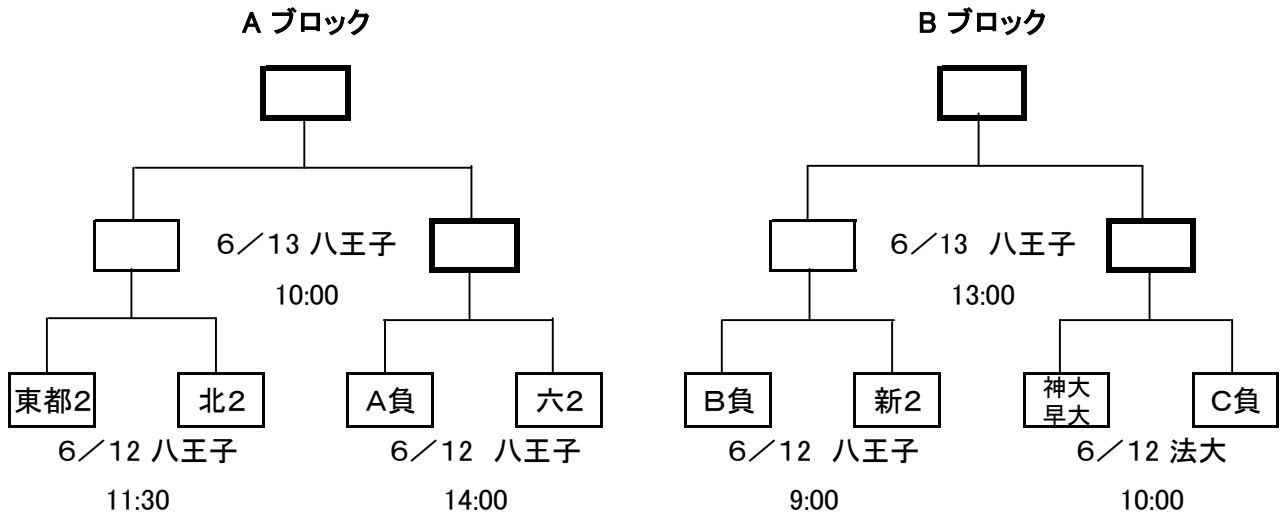 A ブロック
B ブロック
6／13 八王子
10:00
6／13 八王子
13:00
東都2
北2
A負
六2
B負
新2
神大
早大
C負
6／12 八王子
6／12 八王子
6／12 八王子
6／12 法大
11:30
14:00
9:00
10:00